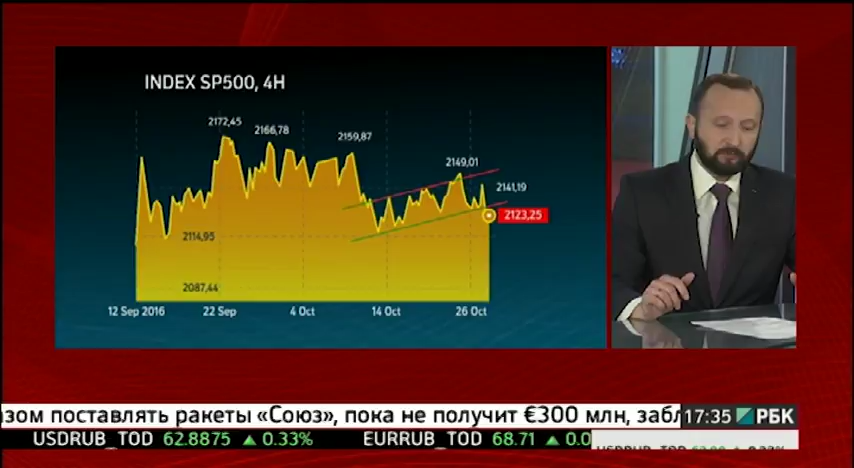 INDEX SP500, 4H
2172,45
2166,78
2159,87
2149,01
2141,19
2123,25
2114,95
2087,44
12 Sep 2016 22 Sep 4 Oct 14 Oct 26 Oct
поставлять ракеты «Союз», пока не получит €300 млн,
17:35 РБК
USDRUB_TOD 62.8875 ▲ 0.33% EURRUB_TOD 68.71 ▲ 0.0